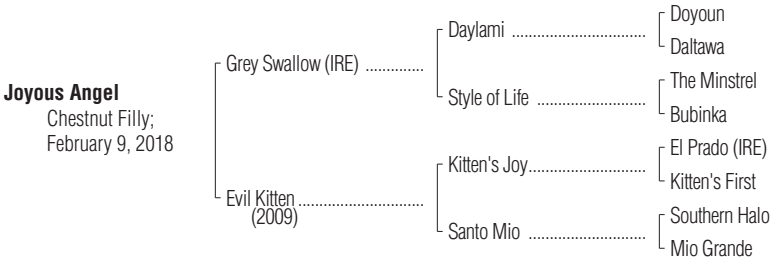 Joyous Angel
Chestnut Filly;
February 9, 2018
Grey Swallow (IRE) .............
Evil Kitten ............................
(2009)
Daylami ..............................
Style of Life ........................
Kitten's Joy..........................
Santo Mio ..........................
Doyoun
Daltawa
The Minstrel
Bubinka
El Prado (IRE)
Kitten's First
Southern Halo
Mio Grande